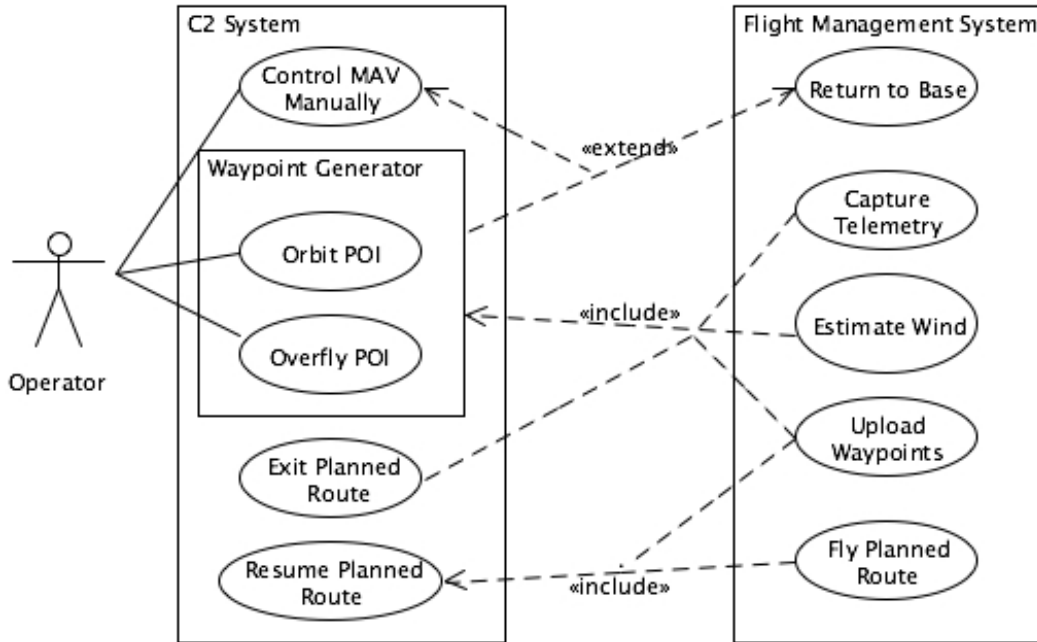 C2 System
Control MAV
Manually
Waypoint Generator
Orbit POI
Overfly POI
Exit Planned
Route
Resume Planned
Route
Operator
«extend»
«include»
«include»
Flight Management System
Return to Base
Capture
Telemetry
Estimate Wind
Upload
Waypoints
Fly Planned
Route